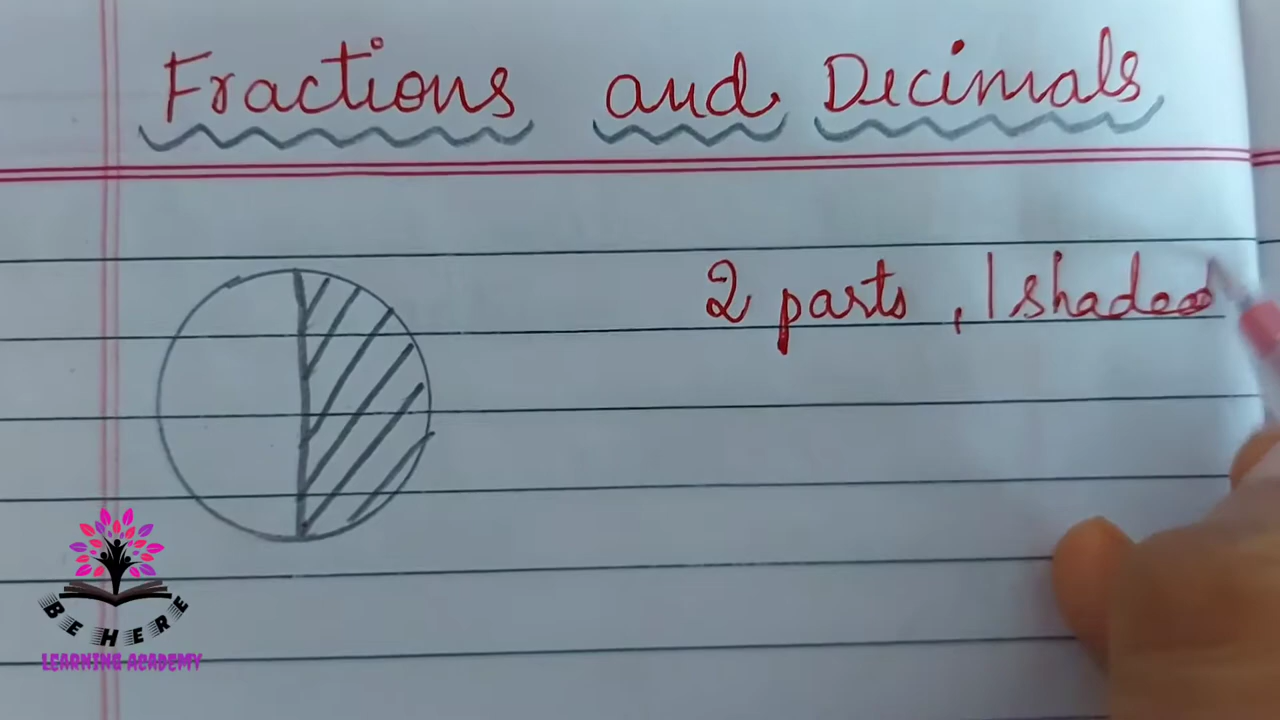 Fractions and Decimals
2 parts, 1 shaded
BE HERE
LEARNING ACADEMY